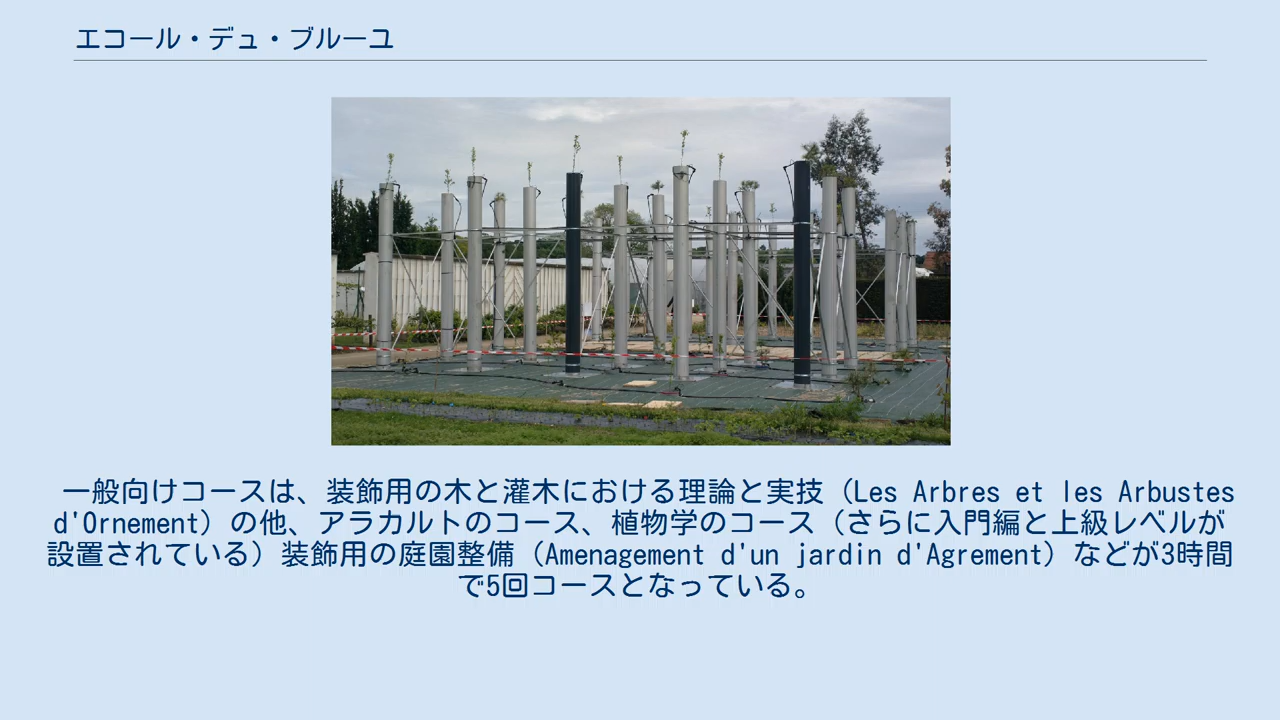 エコール・デュ・ブルーユ
一般向けコースは、装飾用の木と灌木における理論と実技（Les Arbres et les Arbustes
d'Ornement）の他、アラカルトのコース、植物学のコース（さらに入門編と上級レベルが
設置されている）装飾用の庭園整備（Amenagement d'un jardin d'Agrement）などが3時間
で5回コースとなっている。